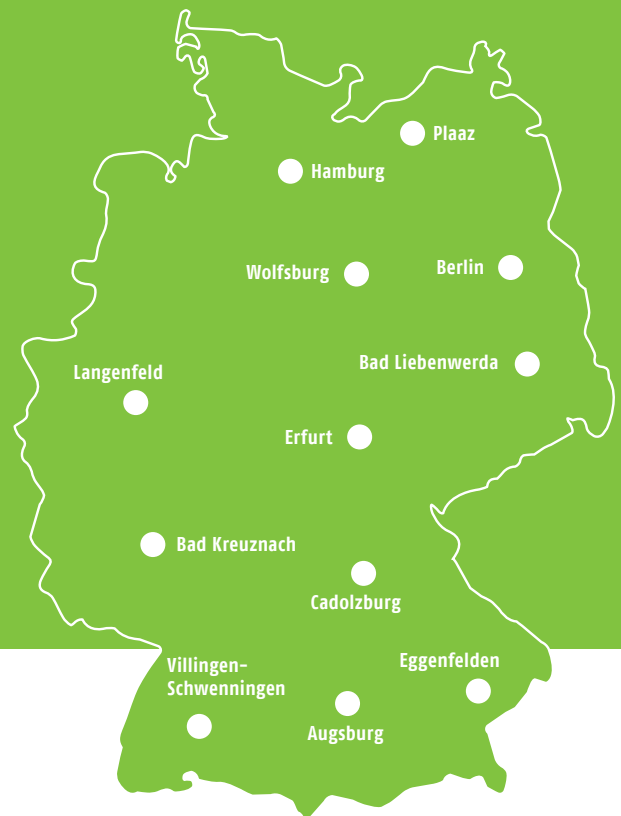 Plaaz
Hamburg
Wolfsburg
Berlin
Bad Liebenwerda
Langenfeld
Erfurt
Bad Kreuznach
Cadolzburg
Villingen-
Schwenningen
Eggenfelden
Augsburg